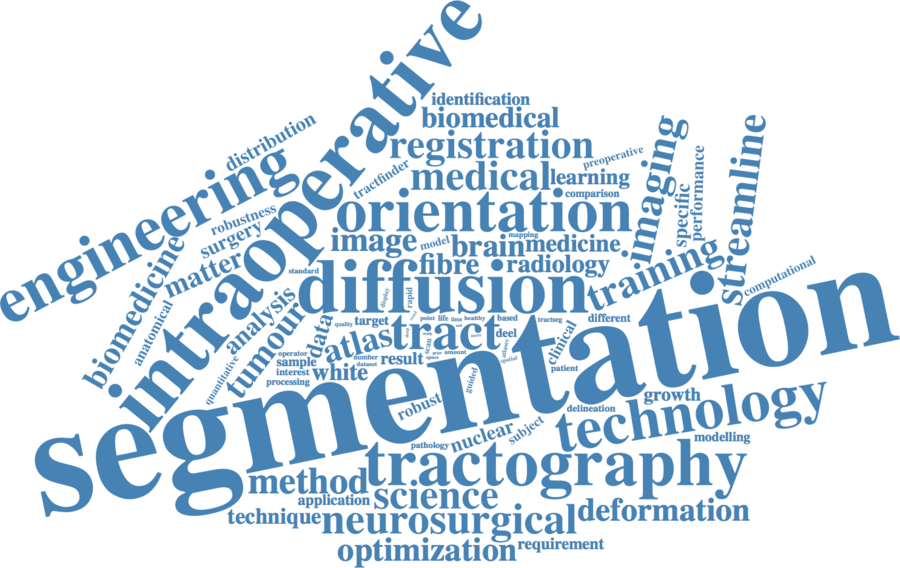 intraoperative
identification
biomedical
distribution
registration
engineering
preoperative
imaging
streamline
tractfinder
medical
learning
comparison
specific
performance
robustness
orientation
surgery
image
model
brain
mapping
medicine
biomedicine
matter
standard
fibre
radiology
training
computational
anatomical
diffusion
analysis
display
rapid
segmentation
tumour
data
quality
target
point
life
time
healthy
based
tractseg
different
atlas
tract
deel
clinical
operator
sample
interest
processing
quantitative
white
number
dataset
result
scan
space
amount
spatial
patient
guided
robust
growth
delineation
subject
technology
pathology
nuclear
modelling
method
tractography
application
science
technique
neurosurgical
deformation
optimization
requirement